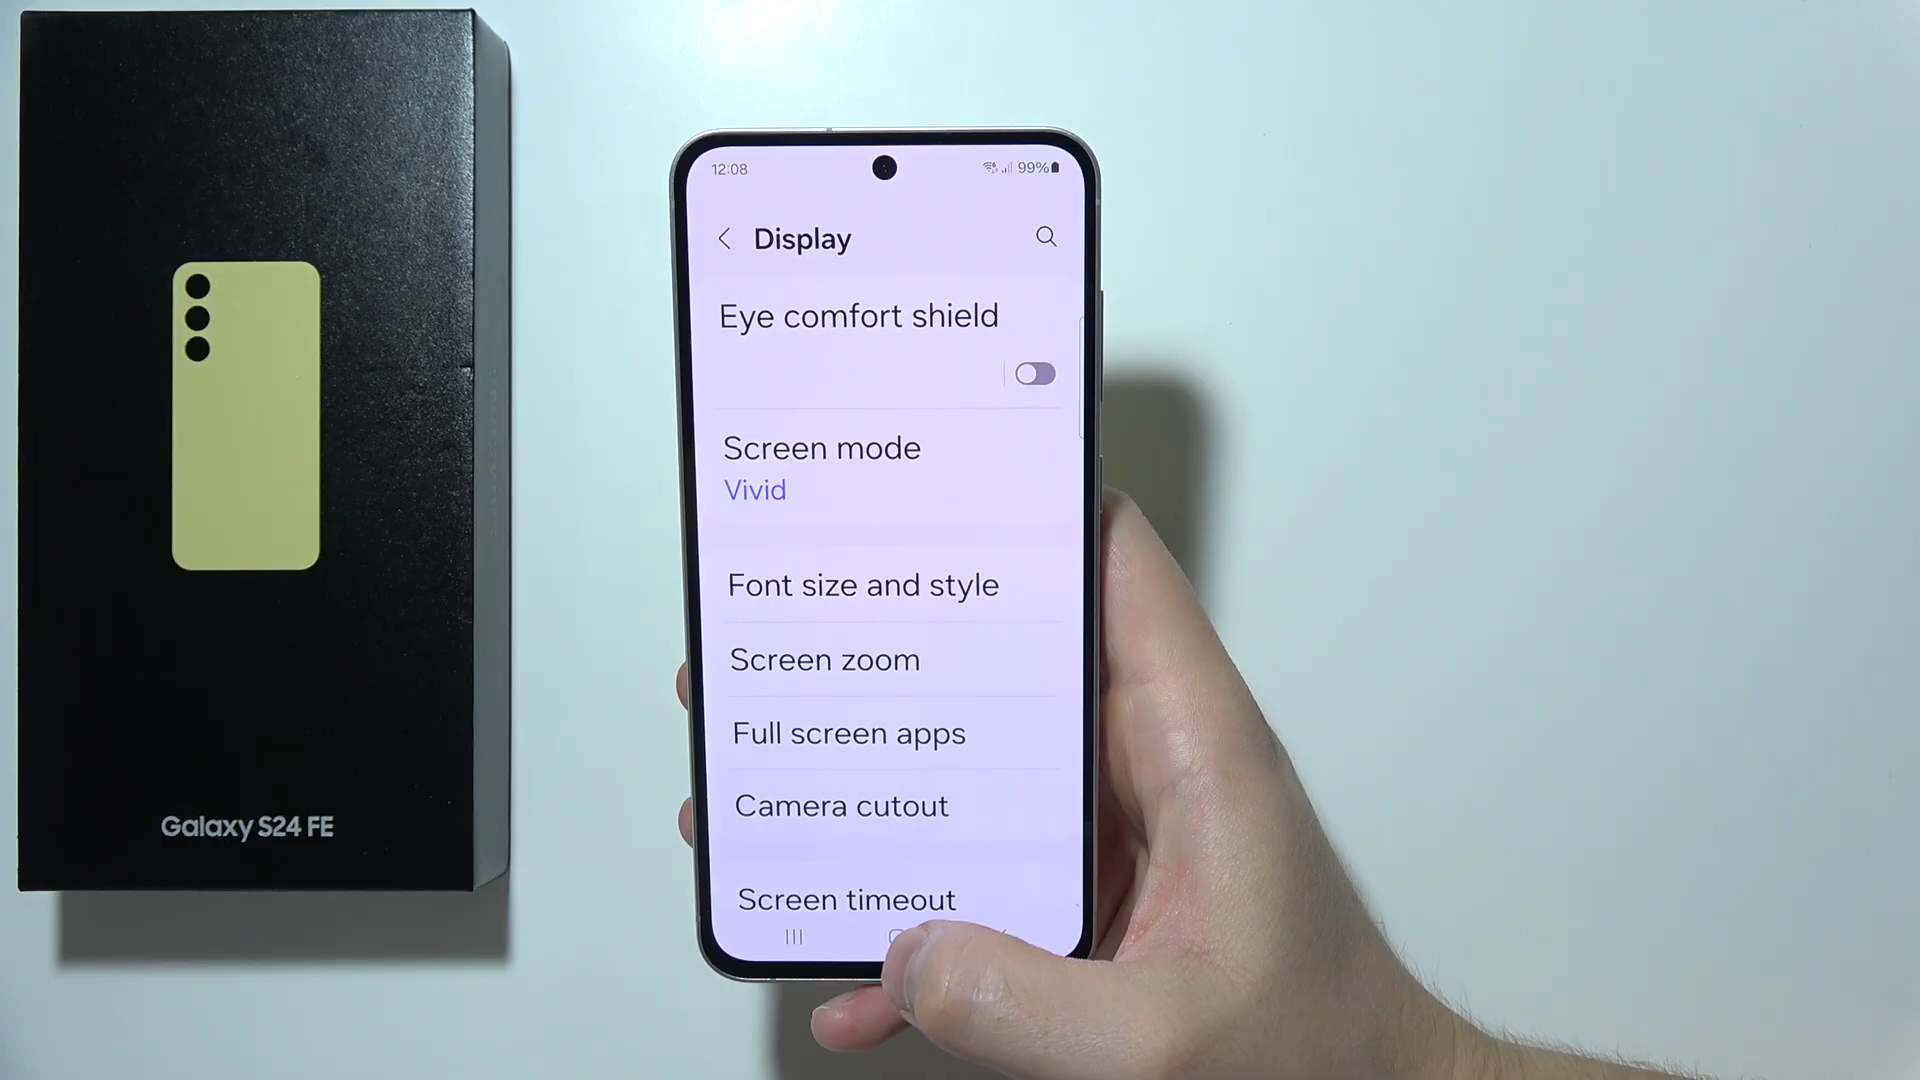 12:08
99%
Display
Eye comfort shield
Screen mode
Vivid
Font size and style
Screen zoom
Full screen apps
Camera cutout
Screen timeout
Galaxy S24 FE